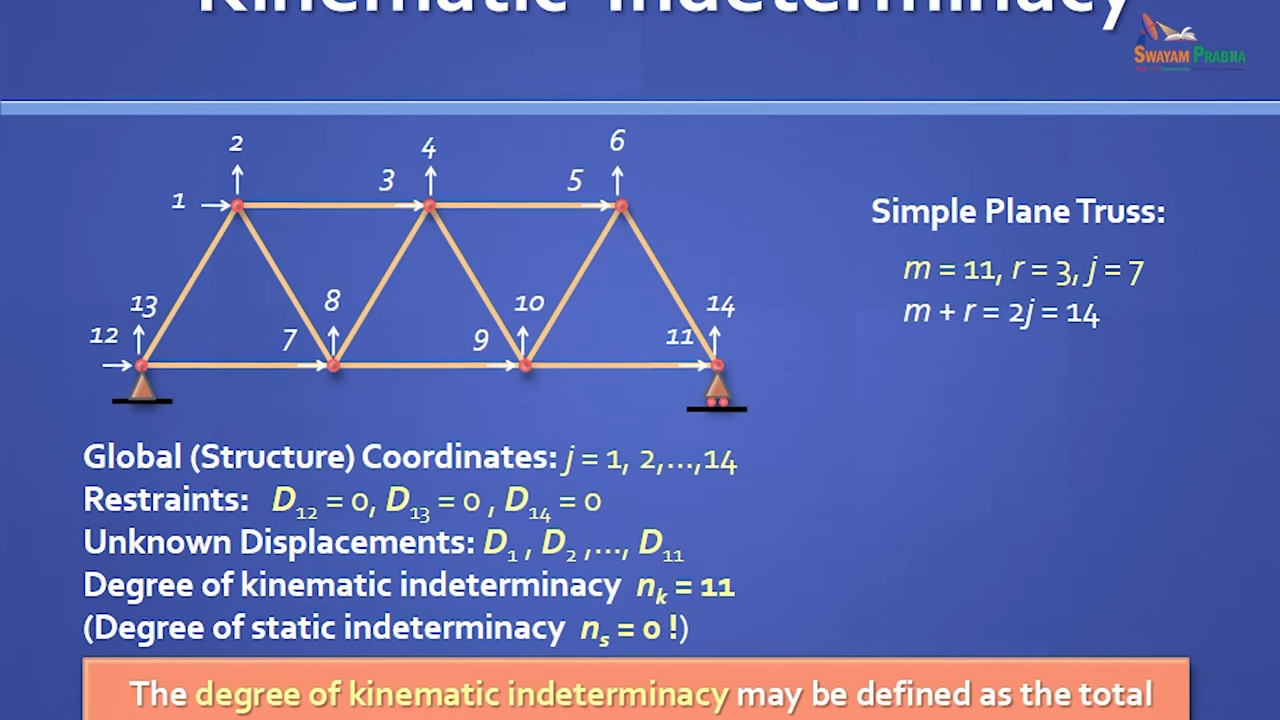 Kinematic Indeterminacy
SWAYAM PRABHA
2
4
6
1
3
5
Simple Plane Truss:
m = 11, r = 3, j = 7
m + r = 2j = 14
13
8
10
14
12
7
9
11
Global (Structure) Coordinates: j = 1, 2,...,14
Restraints: D₁₂ = 0, D₁₃ = 0 , D₁₄ = 0
Unknown Displacements: D₁ , D₂ ,..., D₁₁
Degree of kinematic indeterminacy nₖ = 11
(Degree of static indeterminacy nₛ = 0 !)
The degree of kinematic indeterminacy may be defined as the total